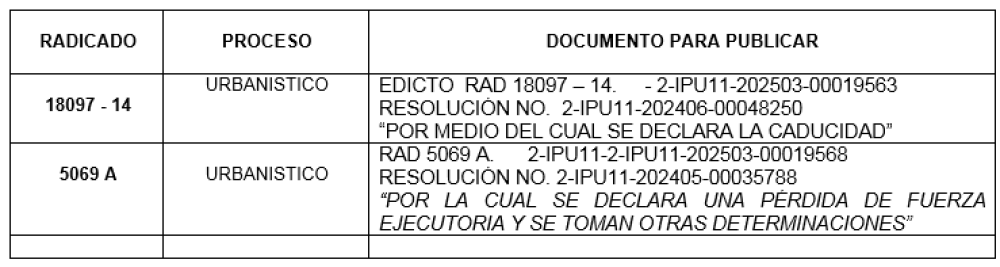 RADICADO PROCESO DOCUMENTO PARA PUBLICAR
18097 - 14 URBANISTICO EDICTO RAD 18097 – 14. - 2-IPU11-202503-00019563
RESOLUCIÓN NO. 2-IPU11-202406-00048250
“POR MEDIO DEL CUAL SE DECLARA LA CADUCIDAD”
5069 A URBANISTICO RAD 5069 A. 2-IPU11-2-IPU11-202503-00019568
RESOLUCIÓN NO. 2-IPU11-202405-00035788
“POR LA CUAL SE DECLARA UNA PÉRDIDA DE FUERZA
EJECUTORIA Y SE TOMAN OTRAS DETERMINACIONES”